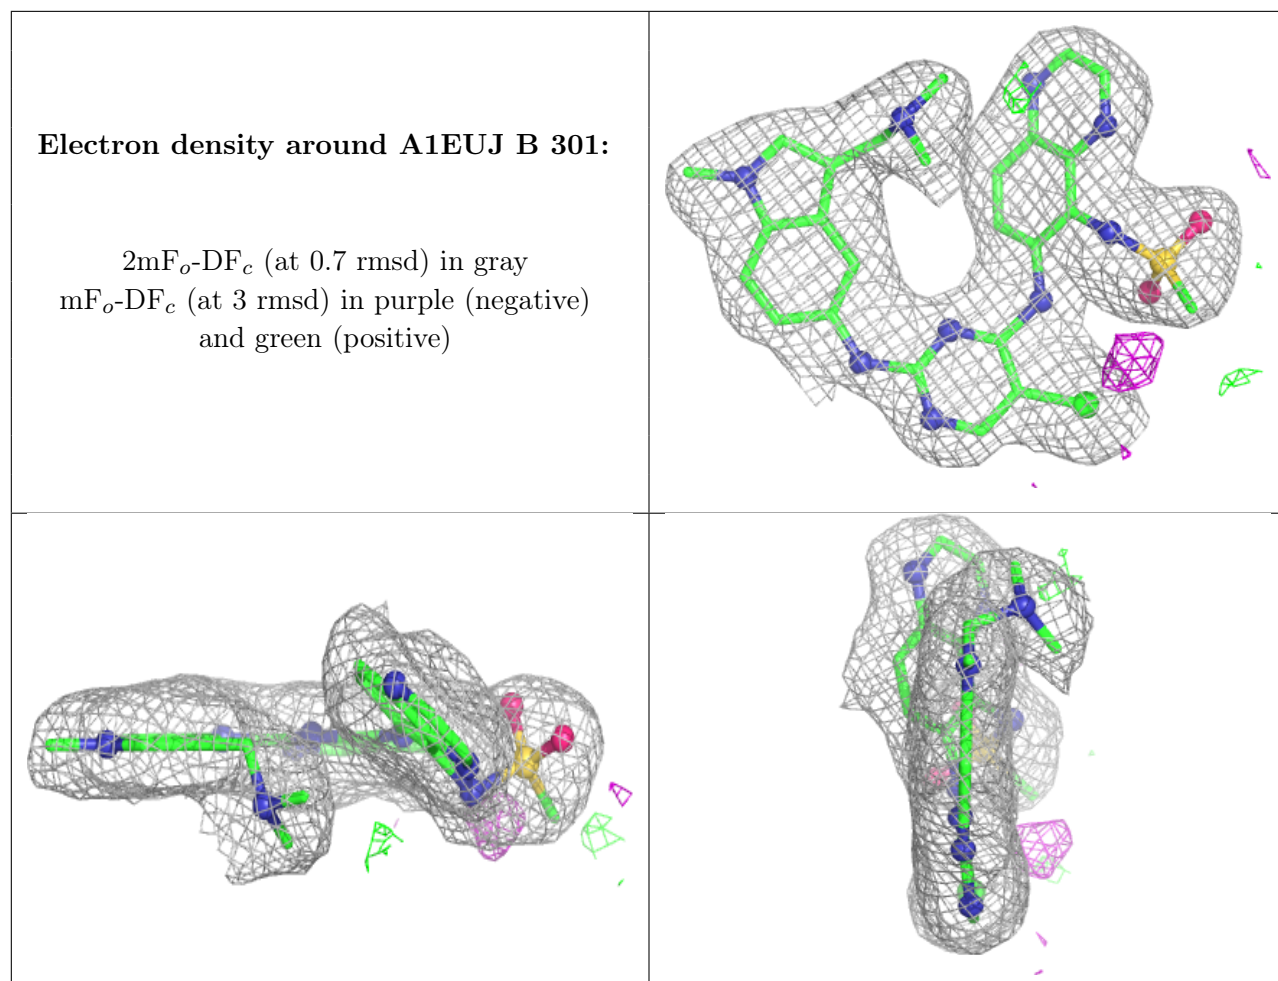 Electron density around A1EUJ B 301:
2mFo-DFc (at 0.7 rmsd) in gray
mFo-DFc (at 3 rmsd) in purple (negative)
and green (positive)